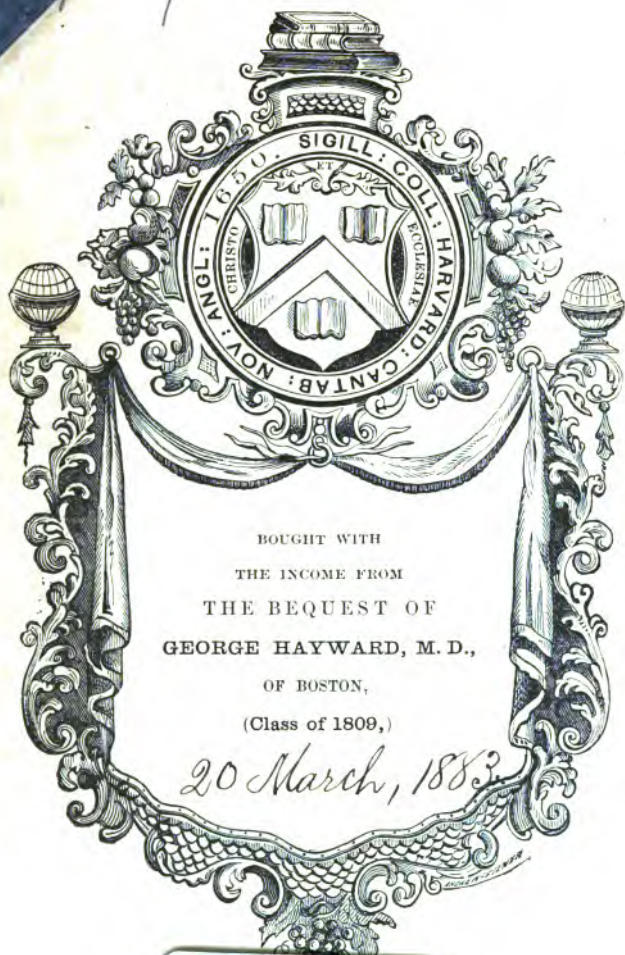 SIGILL: COLL: HARVARD: CANTAB: NOV: ANGL: 1650.
ET
CHRISTO
ECCLESIAE
BOUGHT WITH
THE INCOME FROM
THE BEQUEST OF
GEORGE HAYWARD, M. D.,
OF BOSTON,
(Class of 1809,)
20 March, 1883.